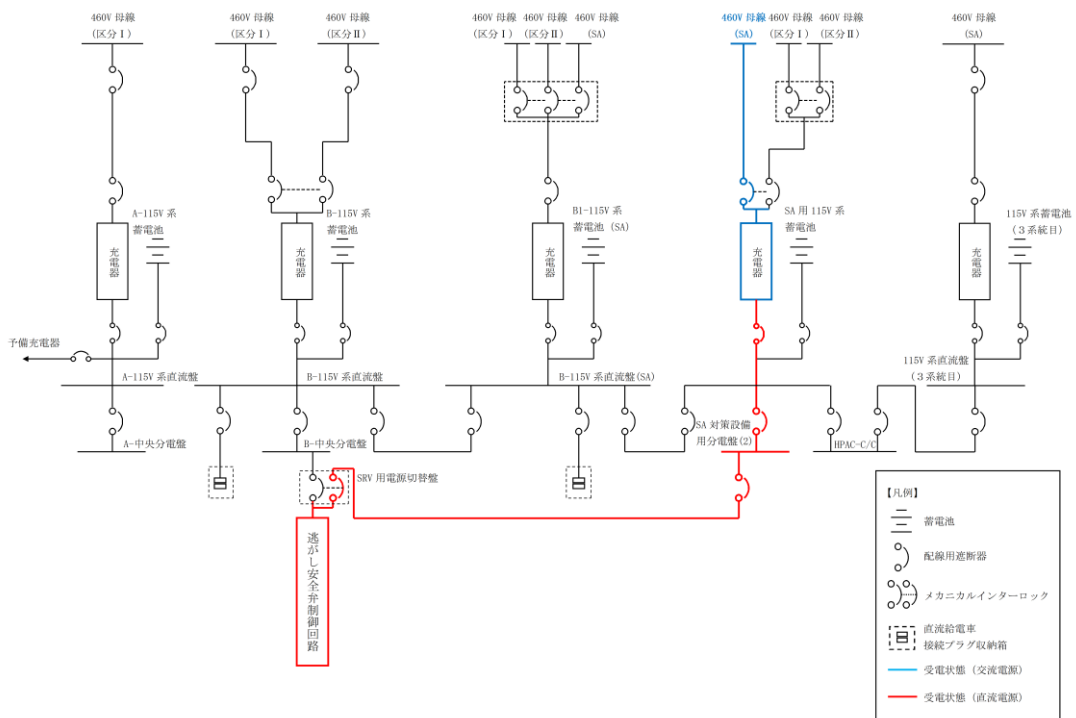 460V 母線
(区分Ⅰ)
460V 母線
(区分Ⅰ)
460V 母線
(区分Ⅱ)
460V 母線
(区分Ⅰ)
460V 母線
(区分Ⅱ)
460V 母線
(SA)
460V 母線
(SA)
460V 母線
(区分Ⅰ)
460V 母線
(区分Ⅱ)
460V 母線
(SA)
A-115V 系
蓄電池
充電器
B-115V 系
蓄電池
充電器
B1-115V 系
蓄電池 (SA)
充電器
SA 用 115V 系
蓄電池
充電器
115V 系蓄電池
(3系統目)
充電器
予備充電器
A-115V 系直流盤
B-115V 系直流盤
B-115V 系直流盤(SA)
115V 系直流盤
(3系統目)
A-中央分電盤
B-中央分電盤
SA 対策設備
用分電盤(2)
HPAC-C/C
SRV 用電源切替盤
逃がし安全弁制御回路
【凡例】
蓄電池
配線用遮断器
メカニカルインターロック
直流給電車
接続プラグ収納箱
受電状態 (交流電源)
受電状態 (直流電源)